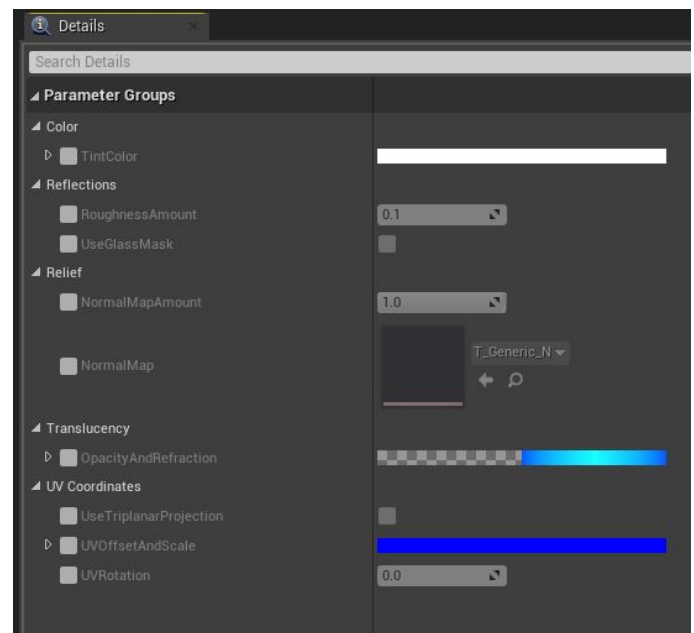 Details
Search Details
Parameter Groups
Color
TintColor
Reflections
RoughnessAmount 0.1
UseGlassMask
Relief
NormalMapAmount 1.0
NormalMap T_Generic_N
Translucency
OpacityAndRefraction
UV Coordinates
UseTriplanarProjection
UVOffsetAndScale
UVRotation 0.0